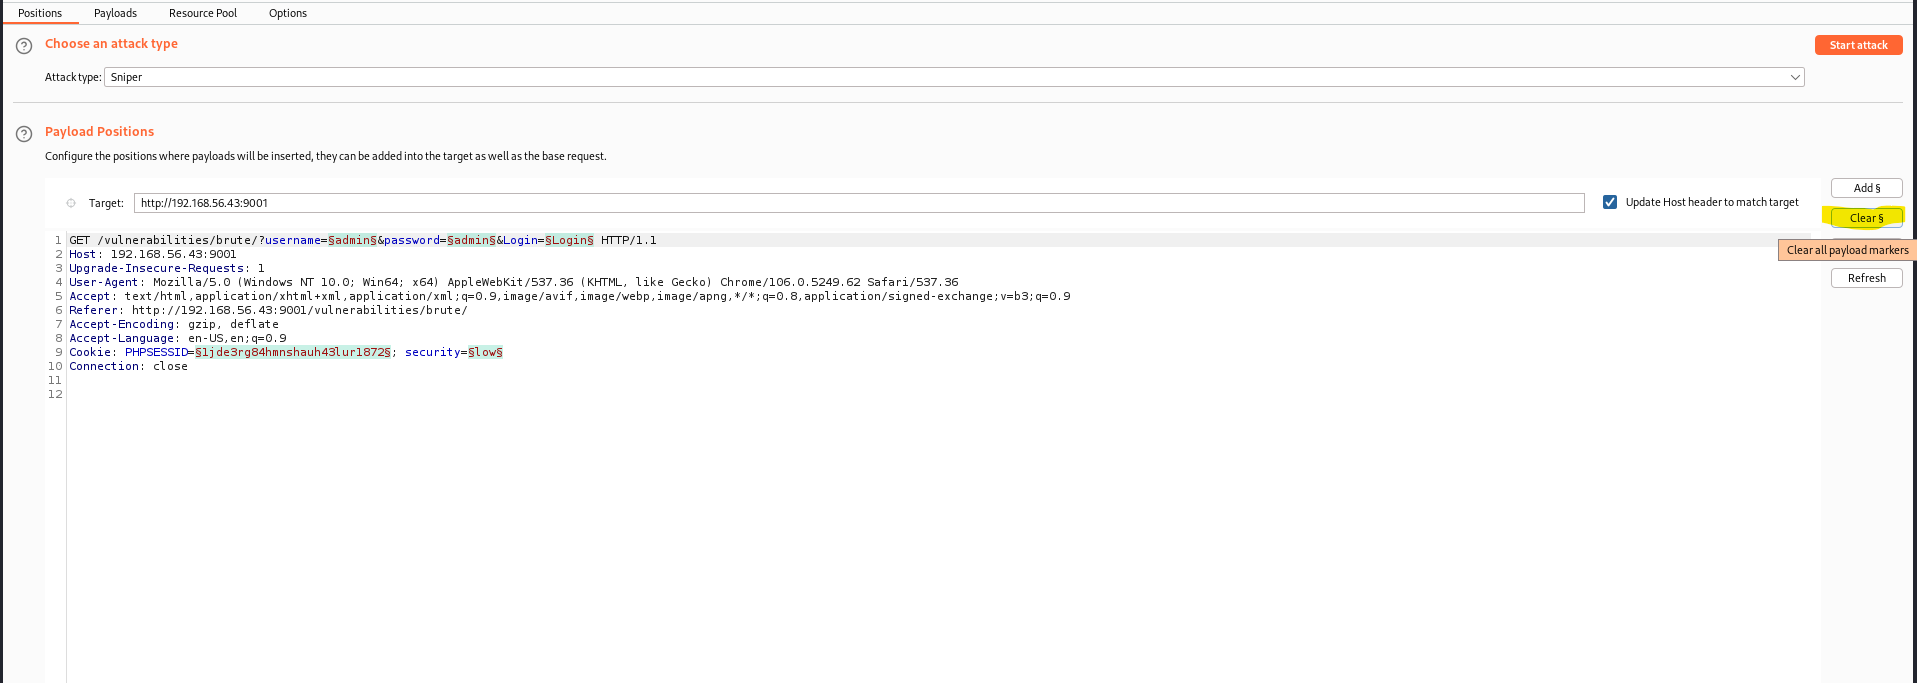 Positions Payloads Resource Pool Options
Choose an attack type
Start attack
Attack type: Sniper
Payload Positions
Configure the positions where payloads will be inserted, they can be added into the target as well as the base request.
Target: http://192.168.56.43:9001
Update Host header to match target
Add §
Clear §
Clear all payload markers
Refresh
1 GET /vulnerabilities/brute/?username=§admin§&password=§admin§&Login=§Login§ HTTP/1.1
2 Host: 192.168.56.43:9001
3 Upgrade-Insecure-Requests: 1
4 User-Agent: Mozilla/5.0 (Windows NT 10.0; Win64; x64) AppleWebKit/537.36 (KHTML, like Gecko) Chrome/106.0.5249.62 Safari/537.36
5 Accept: text/html,application/xhtml+xml,application/xml;q=0.9,image/avif,image/webp,image/apng,*/*;q=0.8,application/signed-exchange;v=b3;q=0.9
6 Referer: http://192.168.56.43:9001/vulnerabilities/brute/
7 Accept-Encoding: gzip, deflate
8 Accept-Language: en-US,en;q=0.9
9 Cookie: PHPSESSID=§1jde3rg84hmnshauh43lur1872§; security=§low§
10 Connection: close
11
12